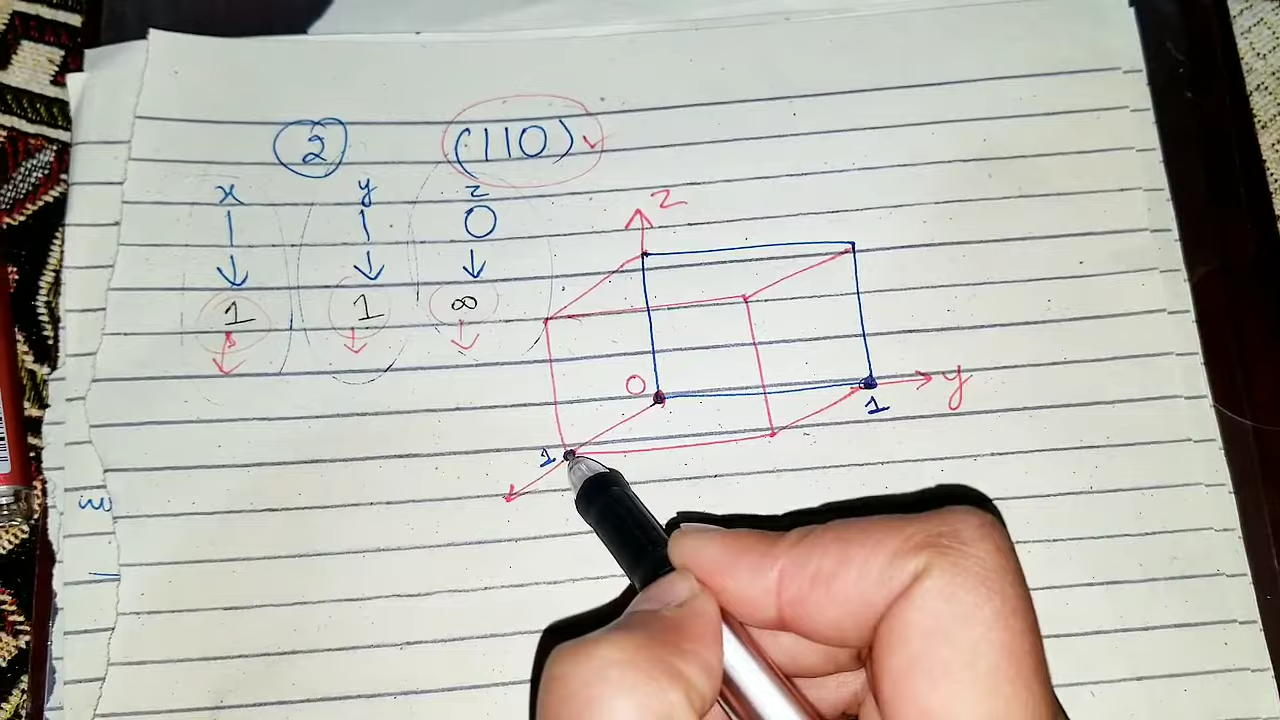 2 (110)
x y z
1 1 0
1 1 ∞
z
0
y
1
1